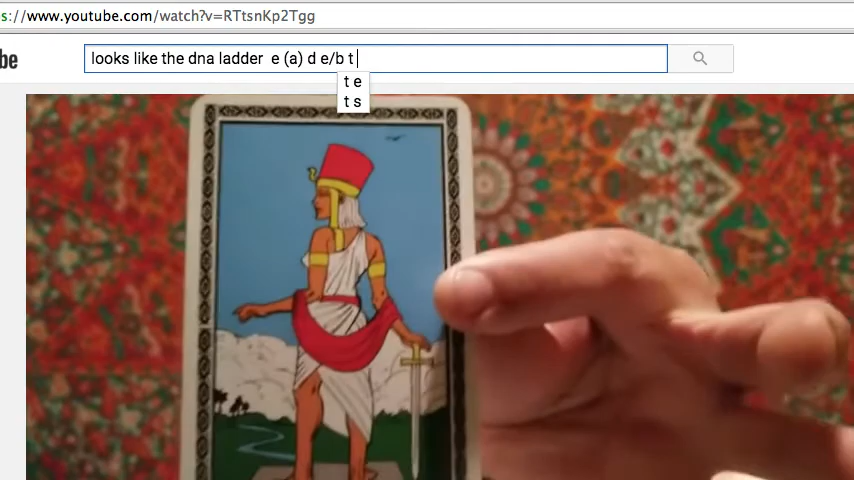 s://www.youtube.com/watch?v=RTtsnKp2Tgg
be
looks like the dna ladder  e (a) d e/b t
t e
t s